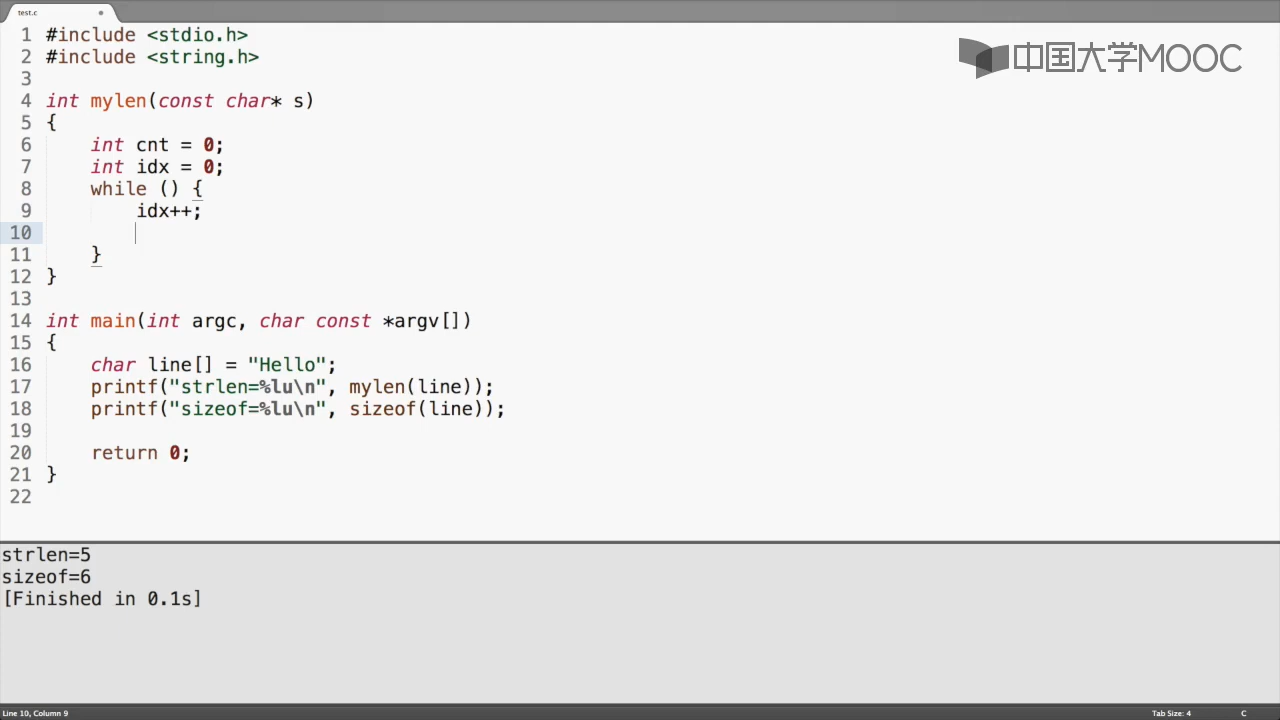 test.c
中国大学MOOC
1 #include <stdio.h>
2 #include <string.h>
3
4 int mylen(const char* s)
5 {
6     int cnt = 0;
7     int idx = 0;
8     while () {
9         idx++;
10
11     }
12 }
13
14 int main(int argc, char const *argv[])
15 {
16     char line[] = "Hello";
17     printf("strlen=%lu\n", mylen(line));
18     printf("sizeof=%lu\n", sizeof(line));
19
20     return 0;
21 }
22
strlen=5
sizeof=6
[Finished in 0.1s]
Line 10, Column 9
Tab Size: 4
C